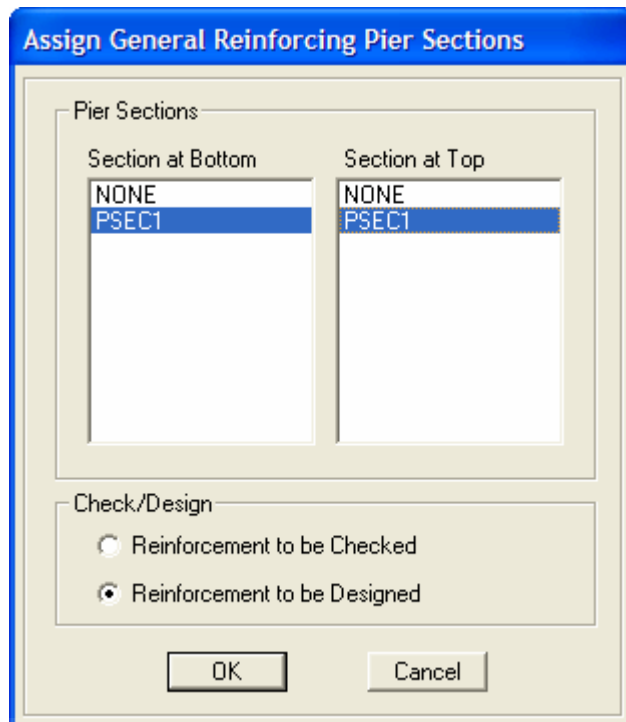 Assign General Reinforcing Pier Sections
Pier Sections
Section at Bottom
NONE
PSEC1
Section at Top
NONE
PSEC1
Check/Design
Reinforcement to be Checked
Reinforcement to be Designed
OK
Cancel